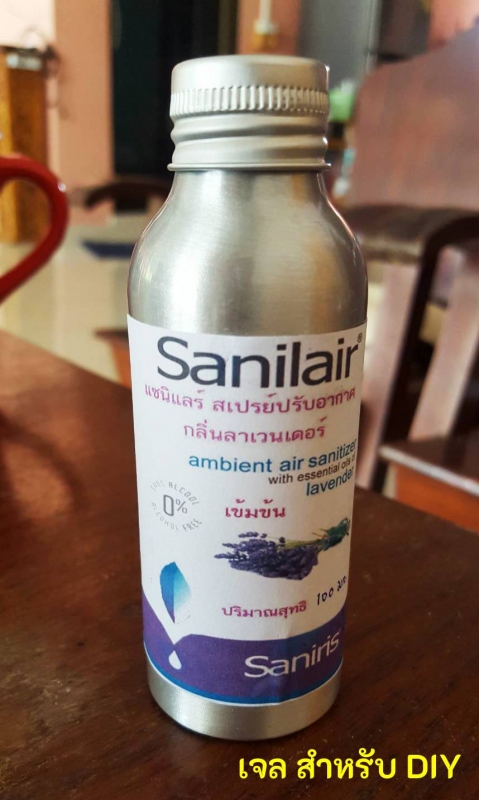 Sanilair®
แซนิแลร์ สเปรย์ปรับอากาศ
กลิ่นลาเวนเดอร์
ambient air sanitizer
with essential oils of
lavender
0%
ALCOHOL FREE
เข้มข้น
ปริมาณสุทธิ 100 มล
Saniris
เจล สำหรับ DIY